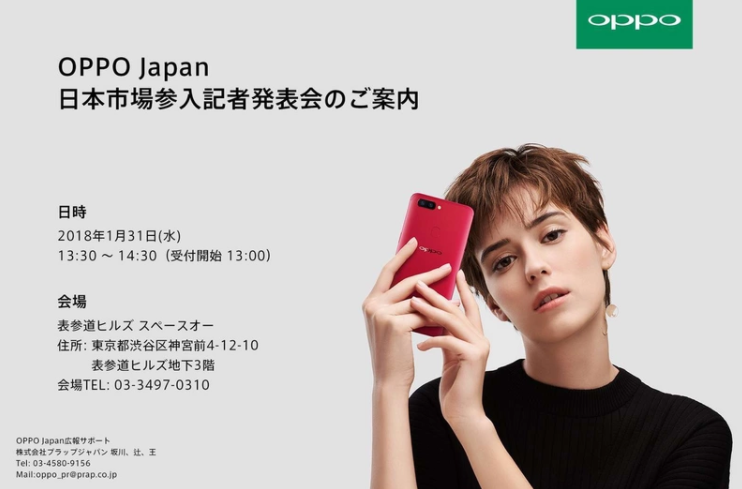 oppo
OPPO Japan
日本市場参入記者発表会のご案内
日時
2018年1月31日(水)
13:30 〜 14:30（受付開始 13:00）
oppo
会場
表参道ヒルズ スペースオー
住所: 東京都渋谷区神宮前4-12-10
表参道ヒルズ地下3階
会場TEL: 03-3497-0310
OPPO Japan広報サポート
株式会社プラップジャパン 坂川、辻、王
Tel: 03-4580-9156
Mail:oppo_pr@prap.co.jp